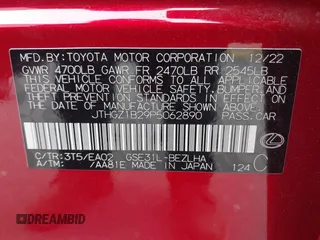 MFD.BY:TOYOTA MOTOR CORPORATION 12/22
GVWR 4700LB GAWR FR 2470LB RR 2545LB
THIS VEHICLE CONFORMS TO ALL APPLICABLE
FEDERAL MOTOR VEHICLE SAFETY, BUMPER, AND
THEFT PREVENTION STANDARDS IN EFFECT ON
THE DATE OF MANUFACTURE SHOWN ABOVE.
JTHGZ1B29P5062890 PASS.CAR
C/TR:3T5/EA02 GSE31L-BEZLHA
A/TM: /AA81E MADE IN JAPAN 124 C
DREAMBID